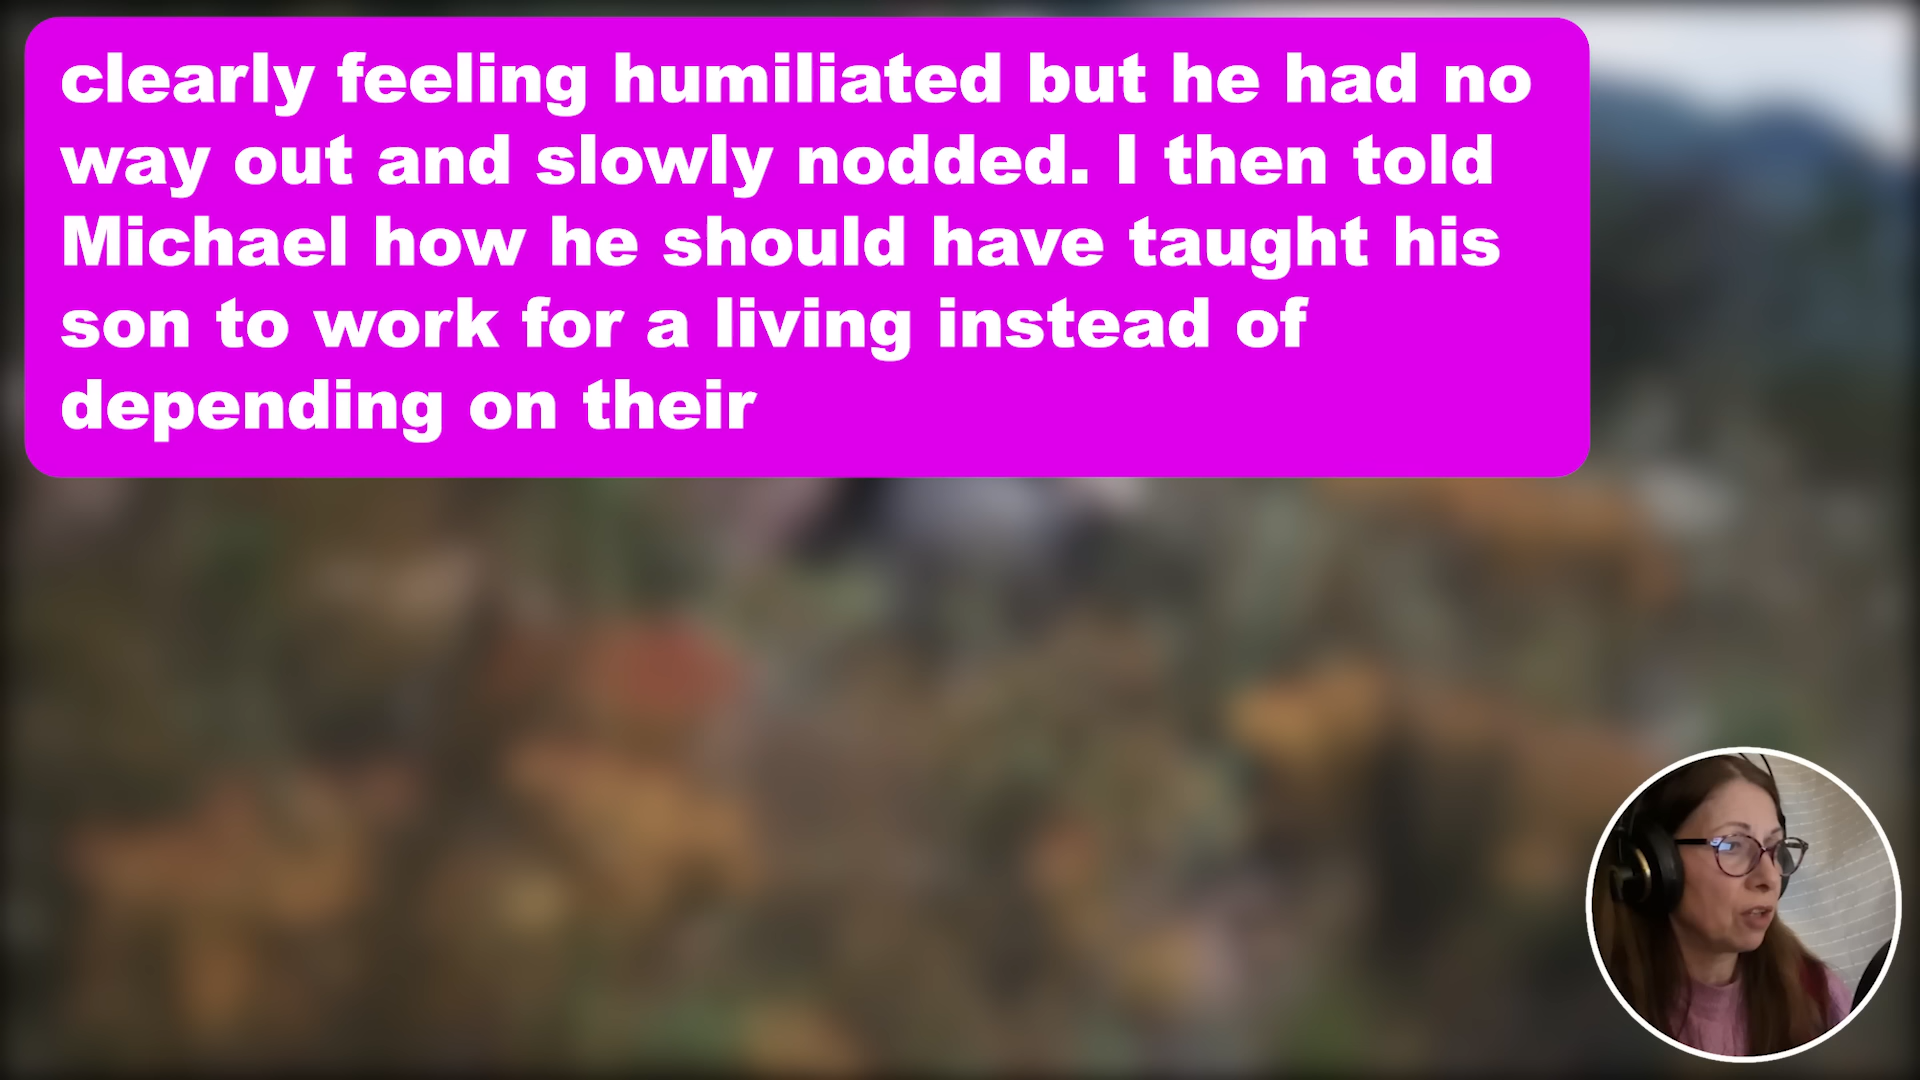 clearly feeling humiliated but he had no
way out and slowly nodded. I then told
Michael how he should have taught his
son to work for a living instead of
depending on their